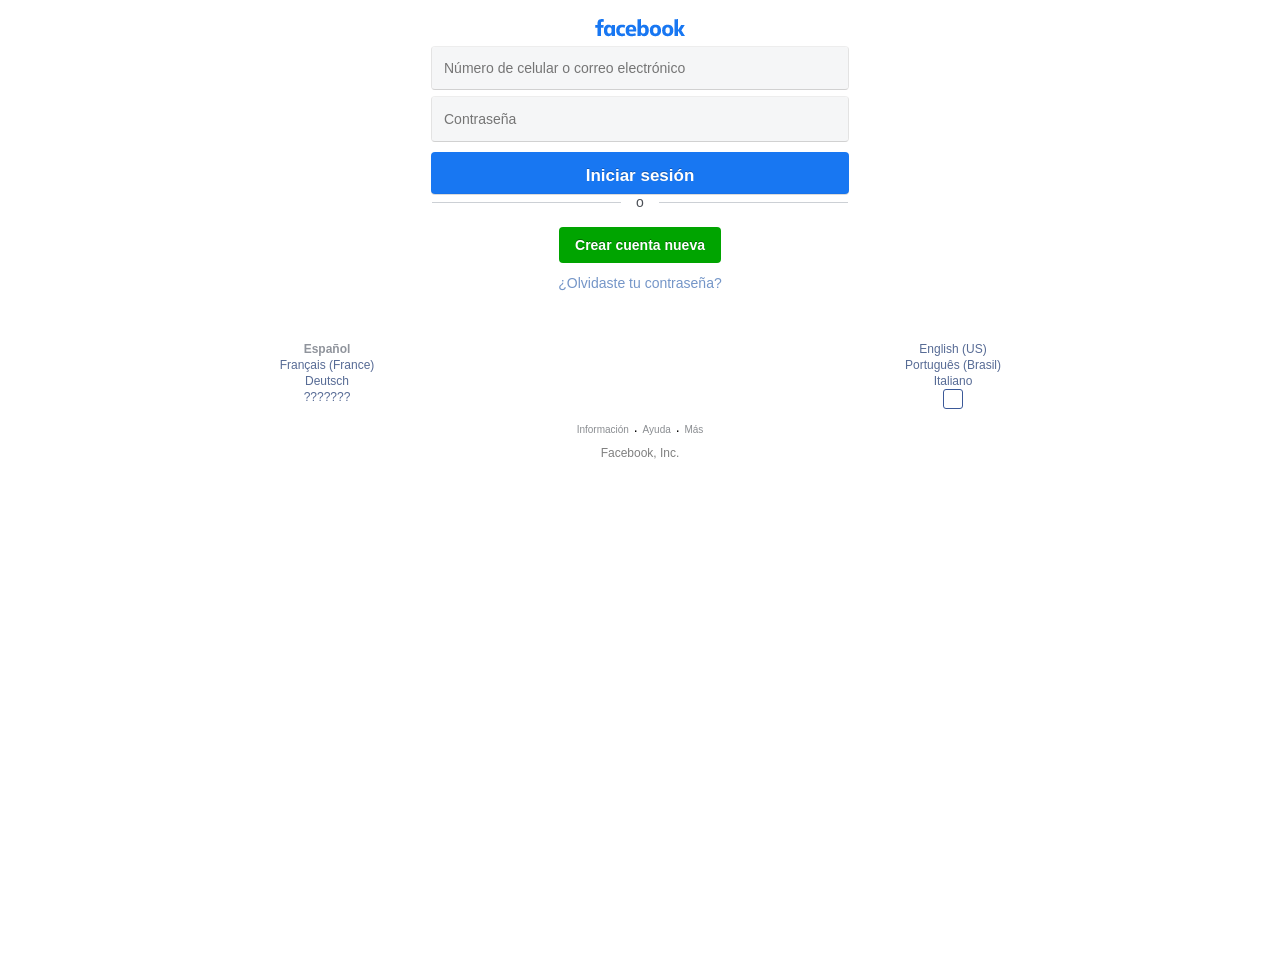 facebook
Número de celular o correo electrónico
Contraseña
Iniciar sesión
o
Crear cuenta nueva
¿Olvidaste tu contraseña?
Español
Français (France)
Deutsch
???????
English (US)
Português (Brasil)
Italiano
Información · Ayuda · Más
Facebook, Inc.